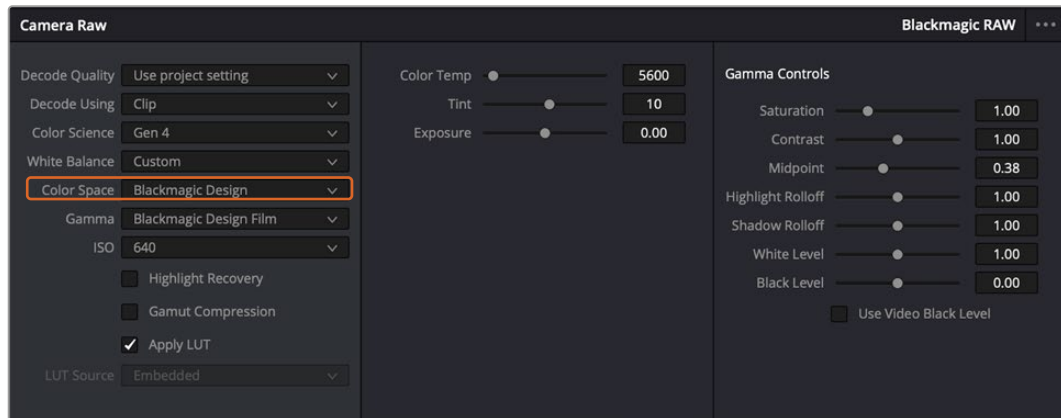 Camera Raw
Blackmagic RAW
Decode Quality Use project setting
Decode Using Clip
Color Science Gen 4
White Balance Custom
Color Space Blackmagic Design
Gamma Blackmagic Design Film
ISO 640
Highlight Recovery
Gamut Compression
Apply LUT
LUT Source Embedded
Color Temp 5600
Tint 10
Exposure 0.00
Gamma Controls
Saturation 1.00
Contrast 1.00
Midpoint 0.38
Highlight Rolloff 1.00
Shadow Rolloff 1.00
White Level 1.00
Black Level 0.00
Use Video Black Level